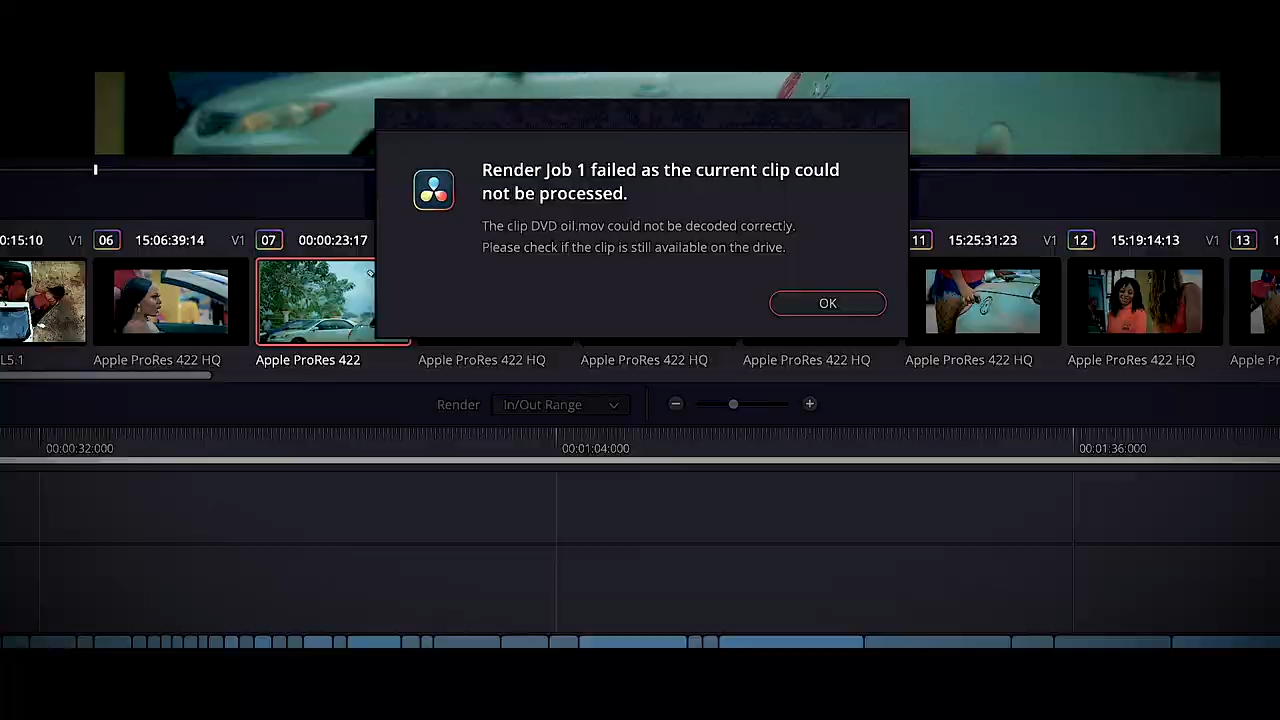 Render Job 1 failed as the current clip could
not be processed.
The clip DVD oil.mov could not be decoded correctly.
Please check if the clip is still available on the drive.
OK
0:15:10 V1 06 15:06:39:14 V1 07 00:00:23:17 11 15:25:31:23 V1 12 15:19:14:13 V1 13 1
L5.1 Apple ProRes 422 HQ Apple ProRes 422 Apple ProRes 422 HQ Apple ProRes 422 HQ Apple ProRes 422 HQ Apple ProRes 422 HQ Apple ProRes 422 HQ Apple Pr
Render In/Out Range
00:00:32:000 00:01:04:000 00:01:36:000